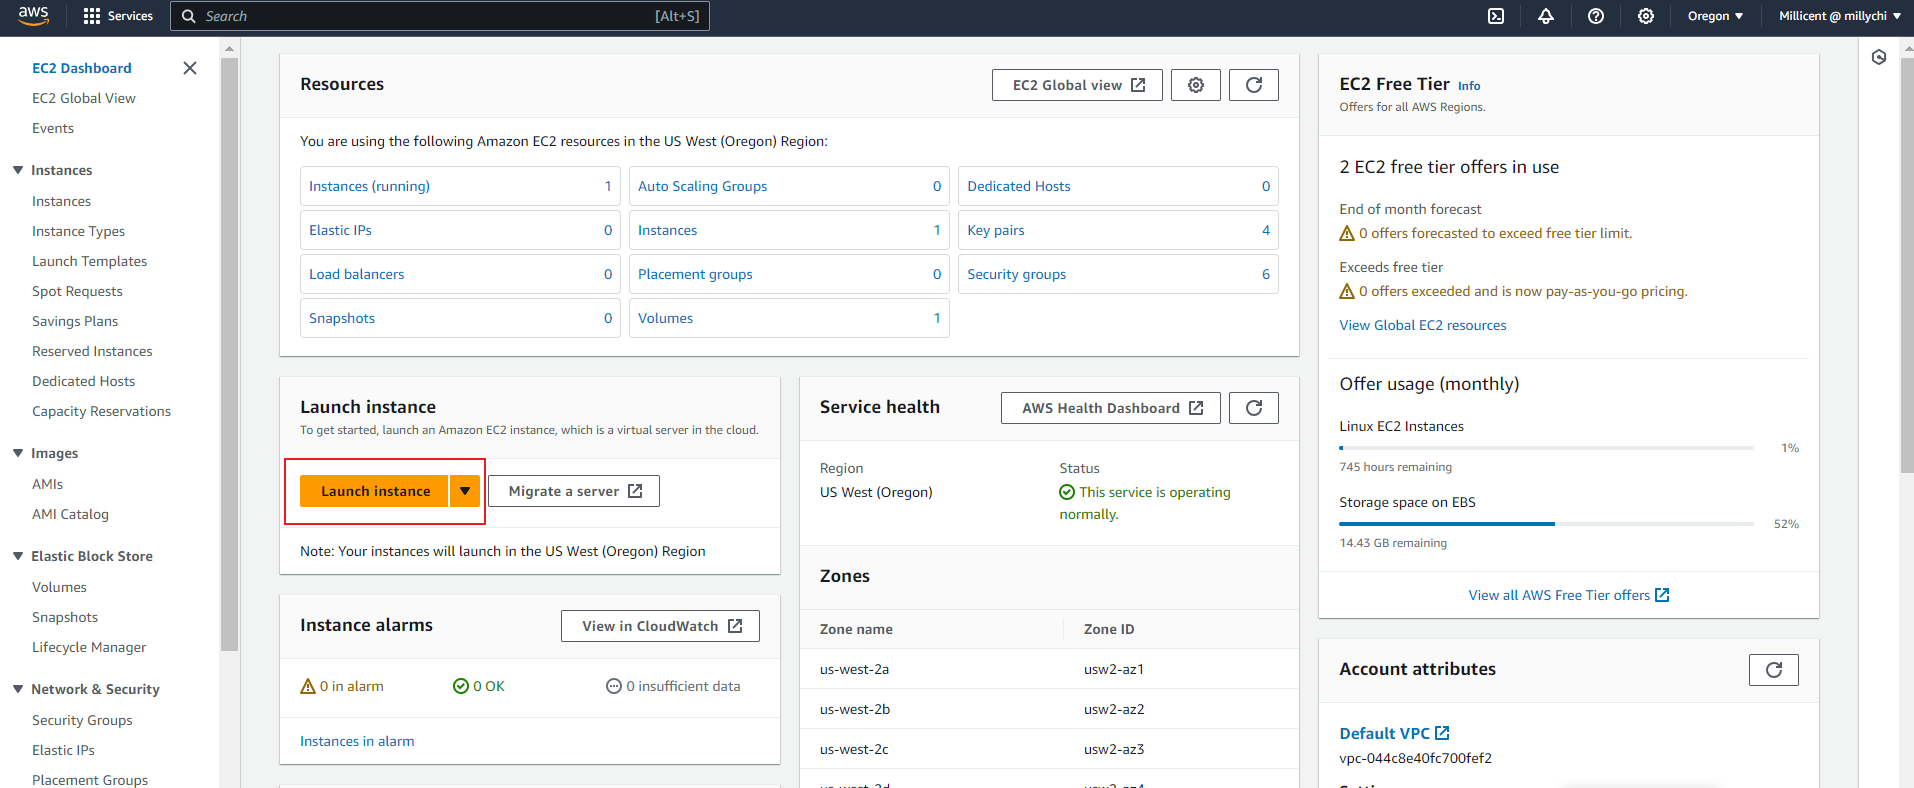 aws
Services
Search
[Alt+S]
Oregon
Millicent @ millychi
EC2 Dashboard
EC2 Global View
Events
Instances
Instances
Instance Types
Launch Templates
Spot Requests
Savings Plans
Reserved Instances
Dedicated Hosts
Capacity Reservations
Images
AMIs
AMI Catalog
Elastic Block Store
Volumes
Snapshots
Lifecycle Manager
Network & Security
Security Groups
Elastic IPs
Placement Groups
Resources
EC2 Global view
You are using the following Amazon EC2 resources in the US West (Oregon) Region:
Instances (running) 1
Auto Scaling Groups 0
Dedicated Hosts 0
Elastic IPs 0
Instances 1
Key pairs 4
Load balancers 0
Placement groups 0
Security groups 6
Snapshots 0
Volumes 1
Launch instance
To get started, launch an Amazon EC2 instance, which is a virtual server in the cloud.
Launch instance
Migrate a server
Note: Your instances will launch in the US West (Oregon) Region
Instance alarms
View in CloudWatch
0 in alarm
0 OK
0 insufficient data
Instances in alarm
Service health
AWS Health Dashboard
Region
US West (Oregon)
Status
This service is operating
normally.
Zones
Zone name Zone ID
us-west-2a usw2-az1
us-west-2b usw2-az2
us-west-2c usw2-az3
us-west-2d usw2-az4
EC2 Free Tier Info
Offers for all AWS Regions.
2 EC2 free tier offers in use
End of month forecast
0 offers forecasted to exceed free tier limit.
Exceeds free tier
0 offers exceeded and is now pay-as-you-go pricing.
View Global EC2 resources
Offer usage (monthly)
Linux EC2 Instances
1%
745 hours remaining
Storage space on EBS
52%
14.43 GB remaining
View all AWS Free Tier offers
Account attributes
Default VPC
vpc-044c8e40fc700fef2